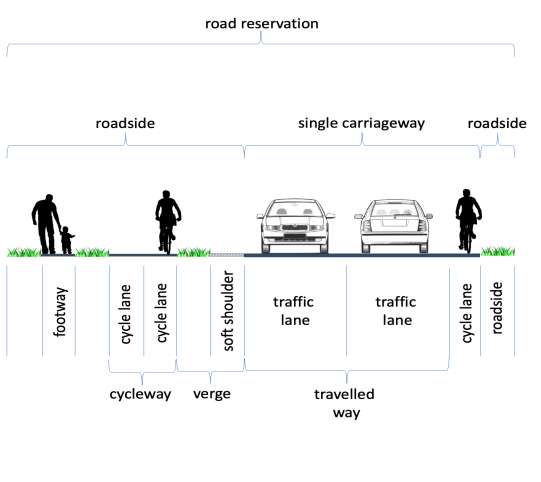 road reservation
roadside
single carriageway
roadside
footway
cycle lane
cycle lane
soft shoulder
traffic
lane
traffic
lane
cycle lane
roadside
cycleway
verge
travelled
way